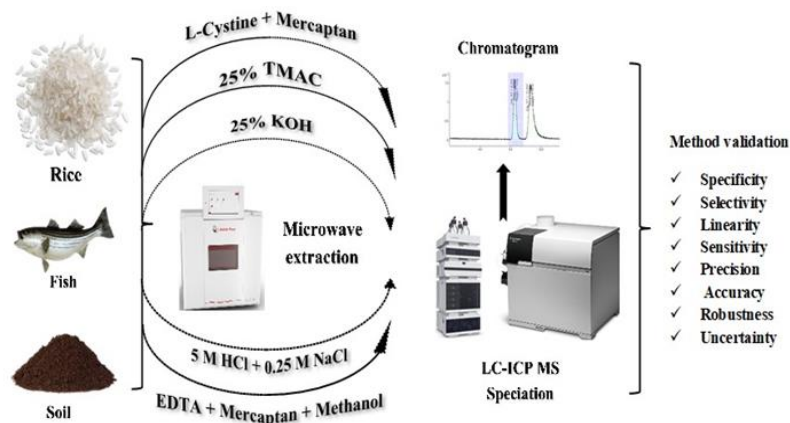 Rice
Fish
Soil
L-Cystine + Mercaptan
25% TMAC
25% KOH
Microwave
extraction
5 M HCl + 0.25 M NaCl
EDTA + Mercaptan + Methanol
Chromatogram
LC-ICP MS
Speciation
Method validation
✓ Specificity
✓ Selectivity
✓ Linearity
✓ Sensitivity
✓ Precision
✓ Accuracy
✓ Robustness
✓ Uncertainty